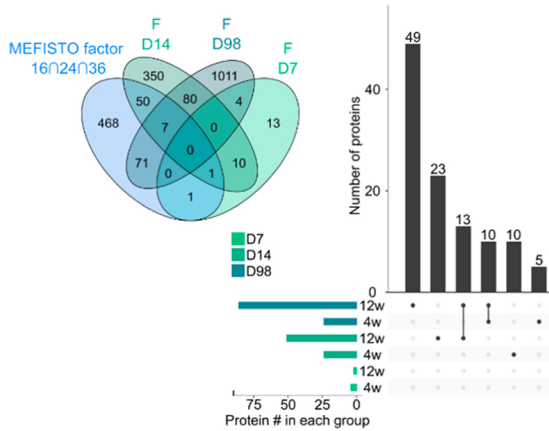 F
D14
F
D98
F
D7
MEFISTO factor
16∩24∩36
350
1011
50
80
4
468
7
0
13
0
71
0
1
10
1
D7
D14
D98
Number of proteins
40
20
0
49
23
13
10
10
5
12w
4w
12w
4w
12w
4w
75
50
25
0
Protein # in each group